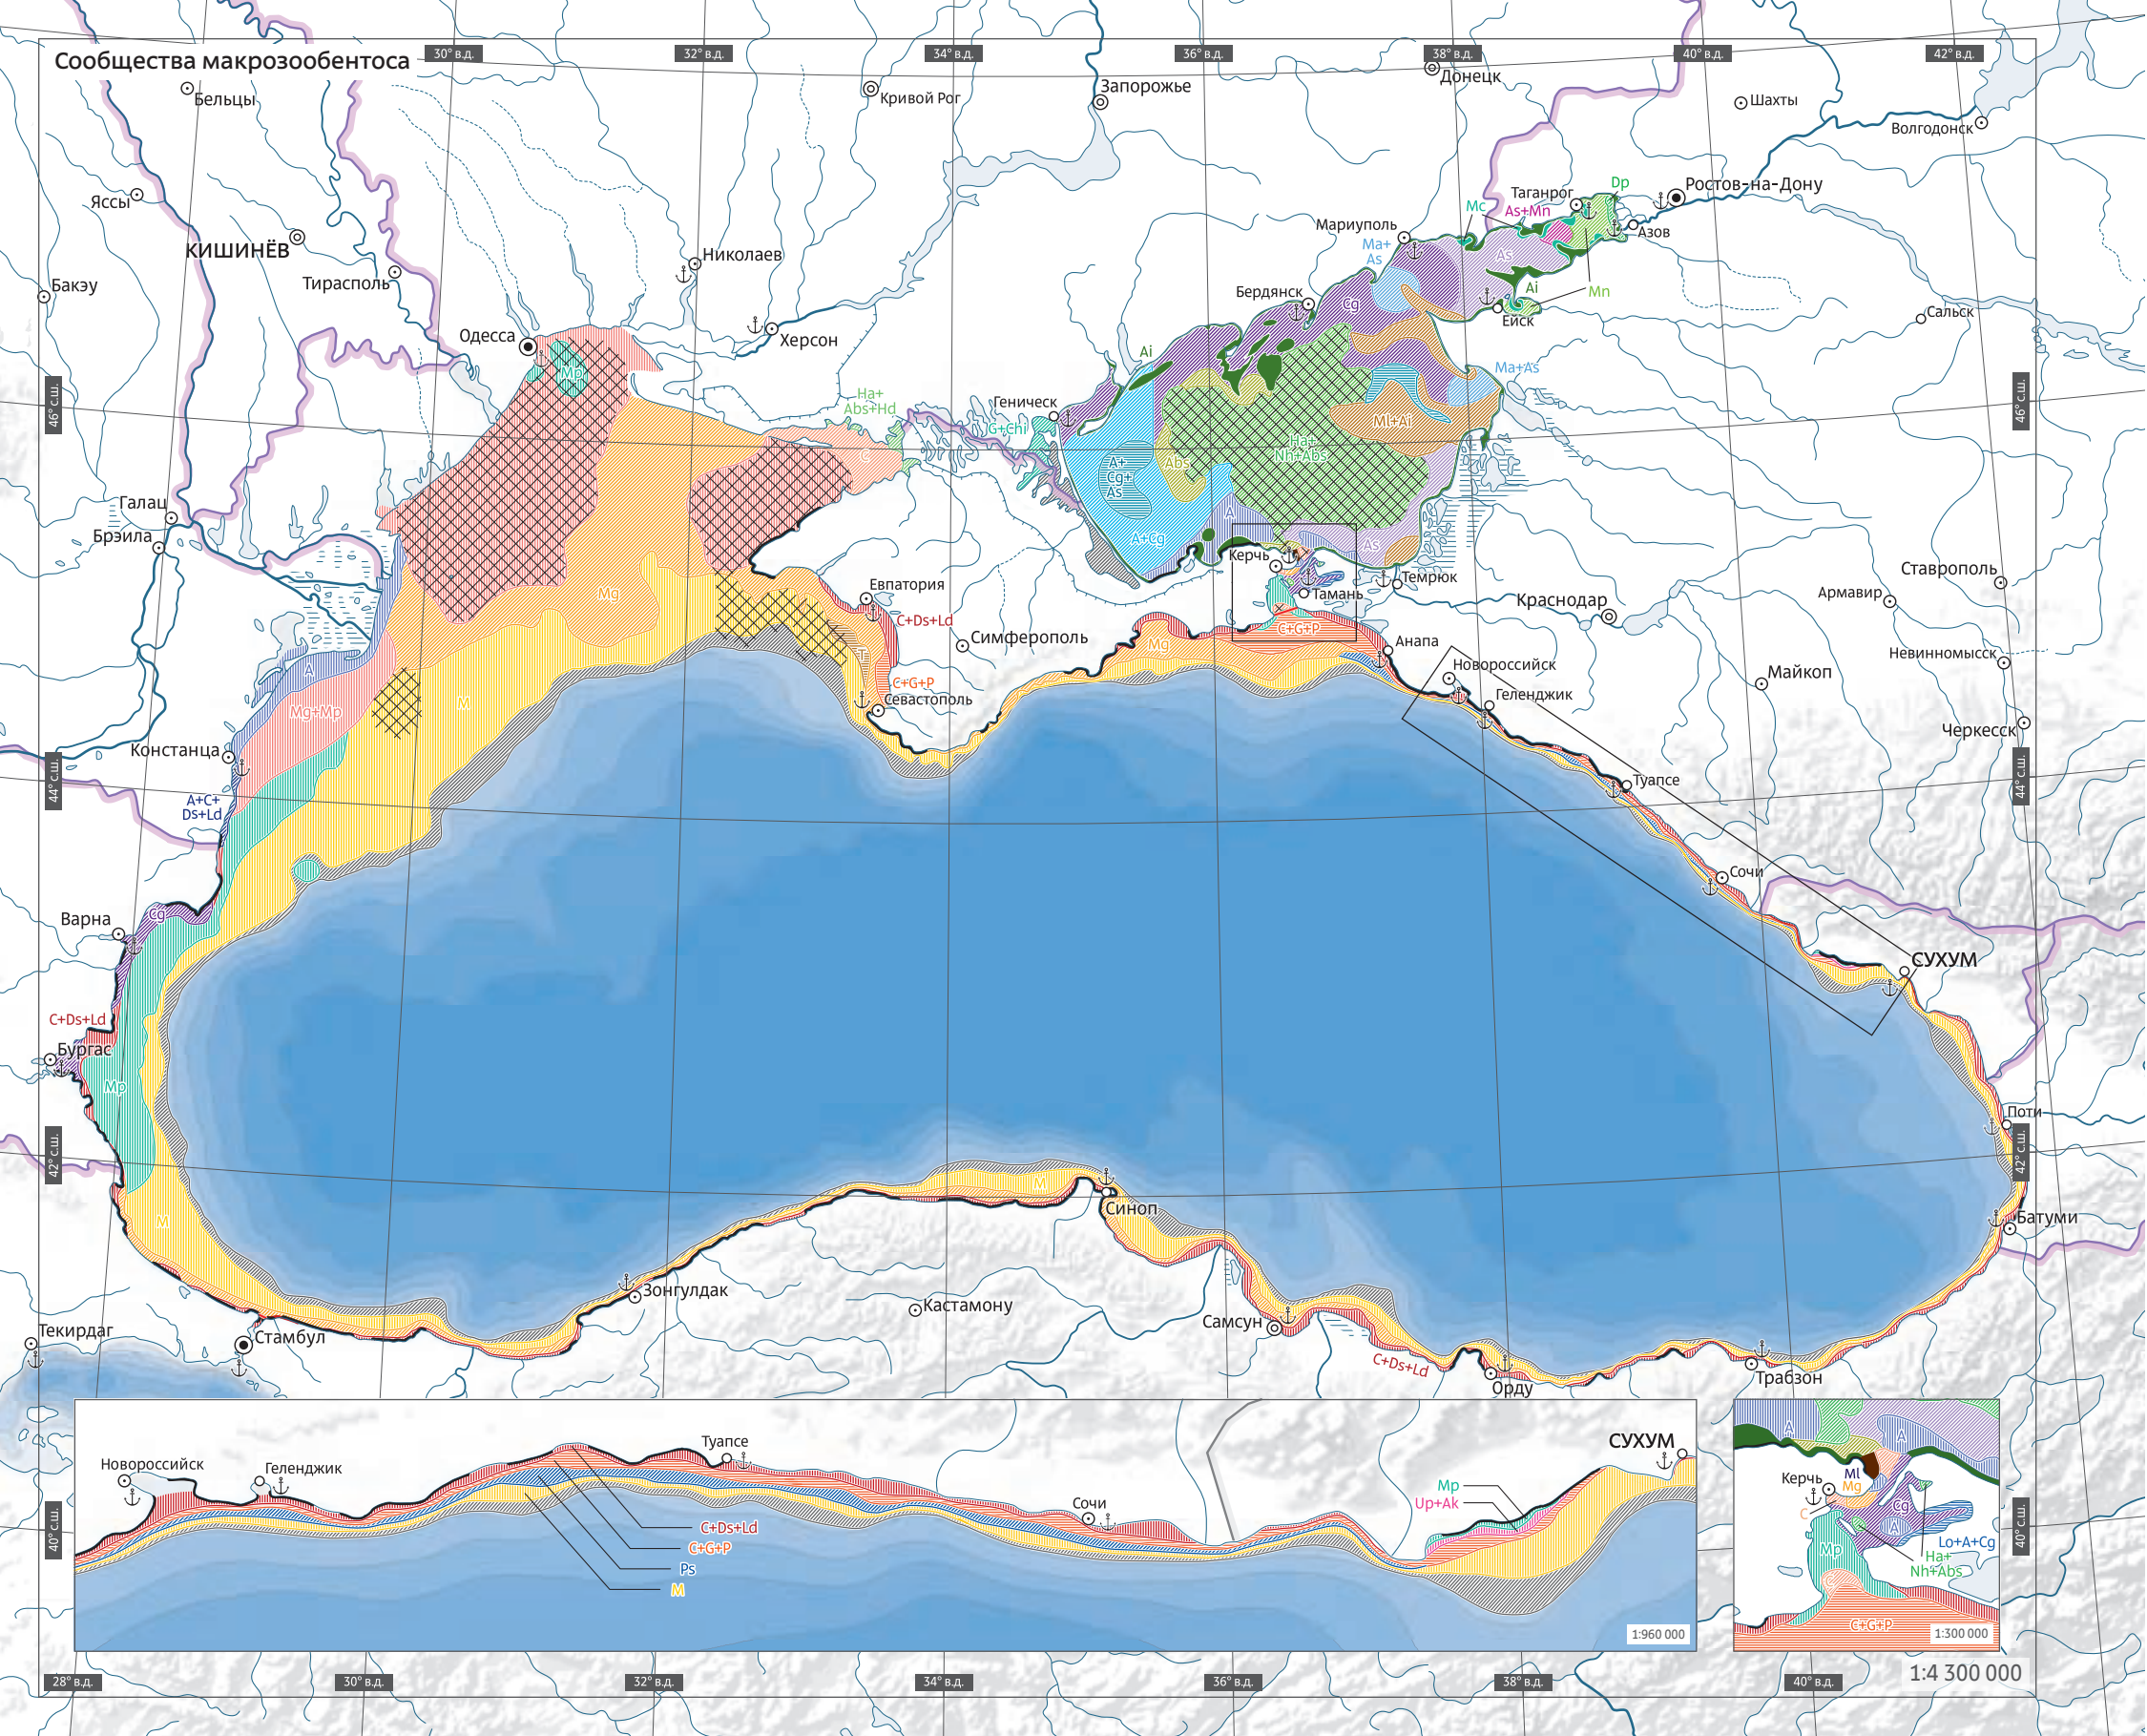 Сообщества макрозообентоса
30° в.д.
32° в.д.
34° в.д.
36° в.д.
38° в.д.
40° в.д.
42° в.д.
Бельцы
Кривой Рог
Запорожье
Донецк
Шахты
Волгодонск
Яссы
КИШИНЁВ
Тирасполь
Бакэу
Николаев
Одесса
Херсон
Мариуполь
Таганрог
Dp
Ростов-на-Дону
Mc
As+Mn
Азов
Ma+
As
As
Бердянск
Cg
Ai
Mn
Ейск
Сальск
46° с.ш.
46° с.ш.
Mp
Ai
Ma+As
Ha+
Abs+Hd
Геническ
G+Chi
C
Ml+Ai
Ha+
Nh+Abs
Abs
A+
Cg+
As
A
A+Cg
As
Галац
Брэила
Керчь
Темрюк
Тамань
Краснодар
Ставрополь
Армавир
Евпатория
Mg
C+Ds+Ld
Симферополь
C+G+P
Mg
Анапа
Невинномысск
T
A
C+G+P
Севастополь
Новороссийск
Геленджик
Майкоп
Черкесск
M
Mg+Mp
Констанца
44° с.ш.
44° с.ш.
Туапсе
A+C+
Ds+Ld
Сочи
Варна
Cg
СУХУМ
C+Ds+Ld
Бургас
Mp
Поти
42° с.ш.
42° с.ш.
M
M
Синоп
Батуми
Зонгулдак
Кастамону
Самсун
Текирдаг
Стамбул
C+Ds+Ld
Орду
Трабзон
Новороссийск
Геленджик
Туапсе
СУХУМ
Сочи
Mp
Up+Ak
C+Ds+Ld
C+G+P
Ps
M
1:960 000
A
A
Керчь
Ml
Mg
C
Cg
A
Mp
Lo+A+Cg
Ha+
Nh+Abs
C
C+G+P
1:300 000
40° с.ш.
40° с.ш.
1:4 300 000
28° в.д.
30° в.д.
32° в.д.
34° в.д.
36° в.д.
38° в.д.
40° в.д.